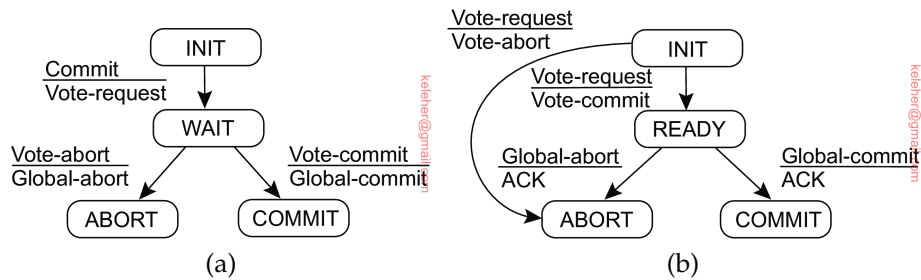 INIT
Commit
Vote-request
WAIT
Vote-abort
Global-abort
Vote-commit
Global-commit
ABORT
COMMIT
(a)
keleher@gmail.com
Vote-request
Vote-abort
INIT
Vote-request
Vote-commit
READY
Global-abort
ACK
Global-commit
ACK
ABORT
COMMIT
(b)
keleher@gmail.com